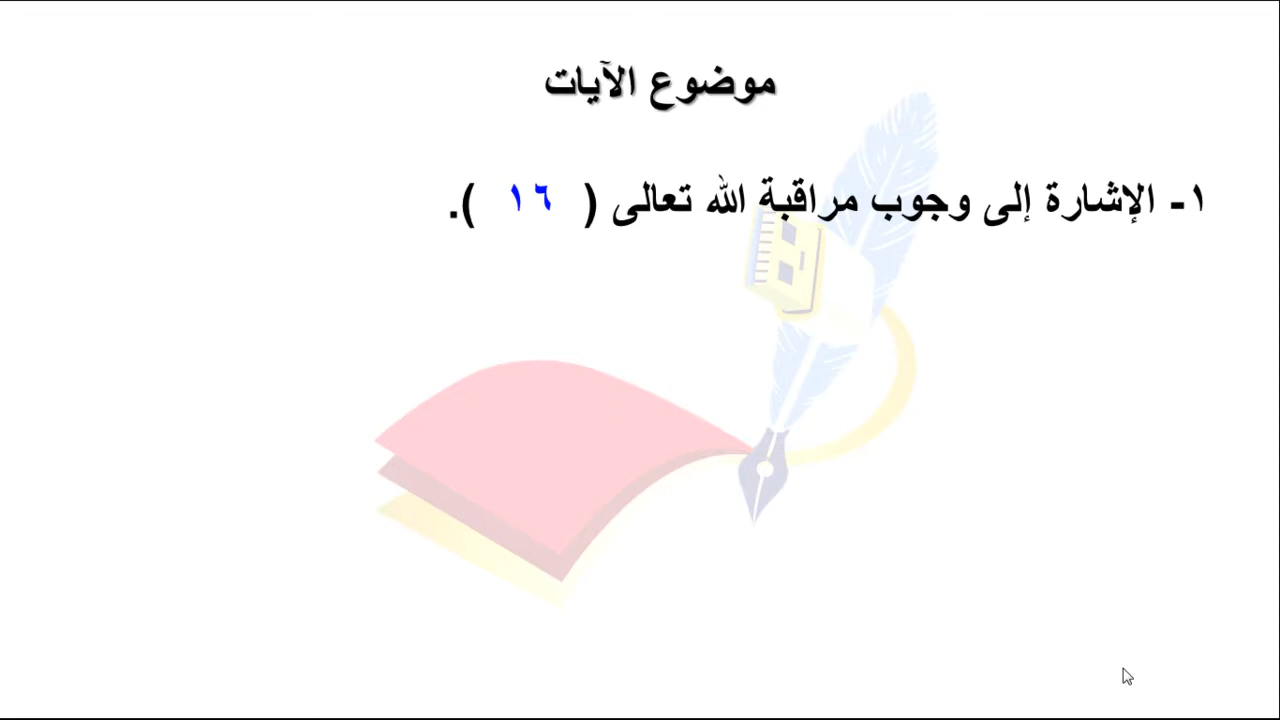 موضوع الآيات
١- الإشارة إلى وجوب مراقبة الله تعالى ( ١٦ ).